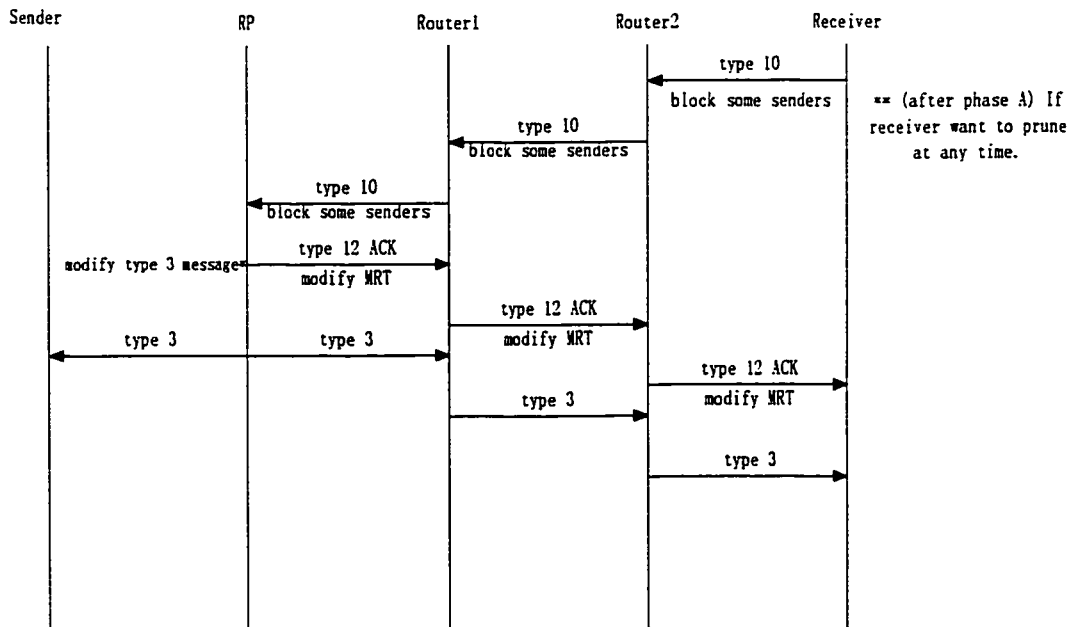 Sender RP Router1 Router2 Receiver
type 10
block some senders
** (after phase A) If
receiver want to prune
at any time.
type 10
block some senders
type 10
block some senders
modify type 3 message*
type 12 ACK
modify MRT
type 12 ACK
modify MRT
type 3
type 3
type 12 ACK
modify MRT
type 3
type 3